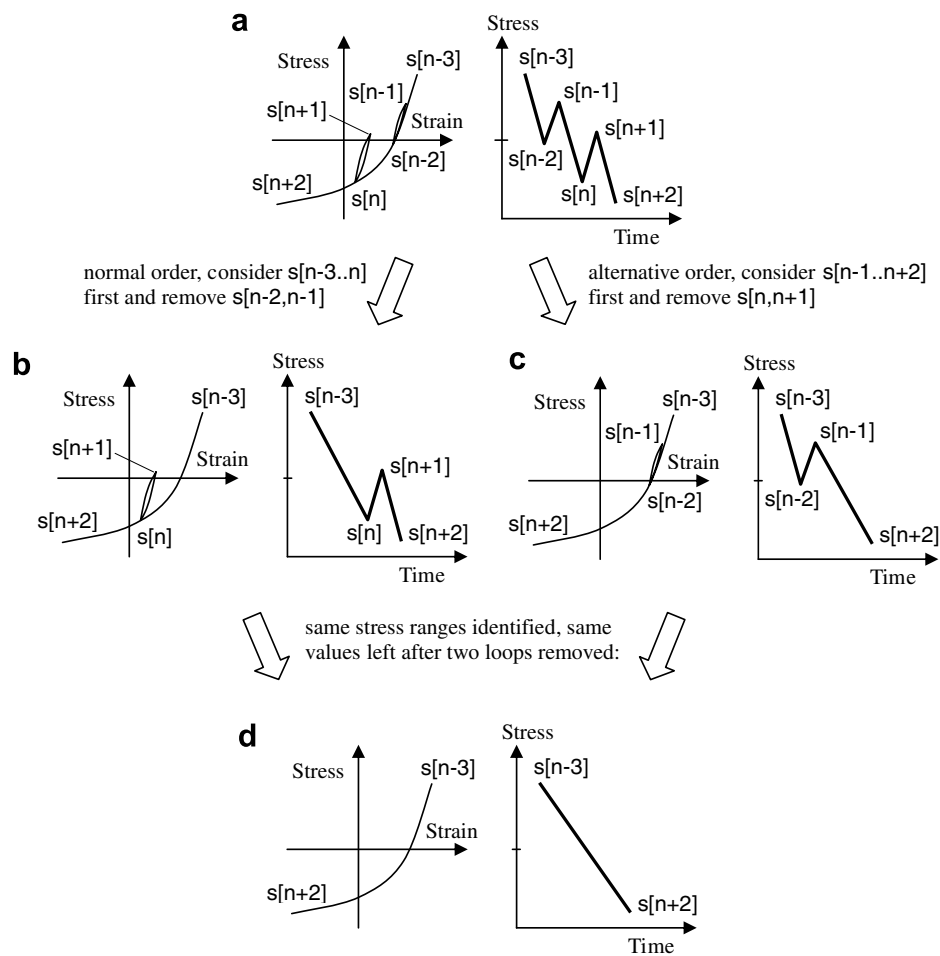 a
Stress
s[n-3]
s[n-1]
s[n+1]
Strain
s[n-2]
s[n+2]
s[n]
Stress
s[n-3]
s[n-1]
s[n+1]
s[n-2]
s[n]
s[n+2]
Time
normal order, consider s[n-3..n]
first and remove s[n-2,n-1]
alternative order, consider s[n-1..n+2]
first and remove s[n,n+1]
b
Stress
s[n-3]
s[n+1]
Strain
s[n+2]
s[n]
Stress
s[n-3]
s[n+1]
s[n]
s[n+2]
Time
c
Stress
s[n-3]
s[n-1]
Strain
s[n-2]
s[n+2]
Stress
s[n-3]
s[n-1]
s[n-2]
s[n+2]
Time
same stress ranges identified, same
values left after two loops removed:
d
Stress
s[n-3]
Strain
s[n+2]
Stress
s[n-3]
s[n+2]
Time